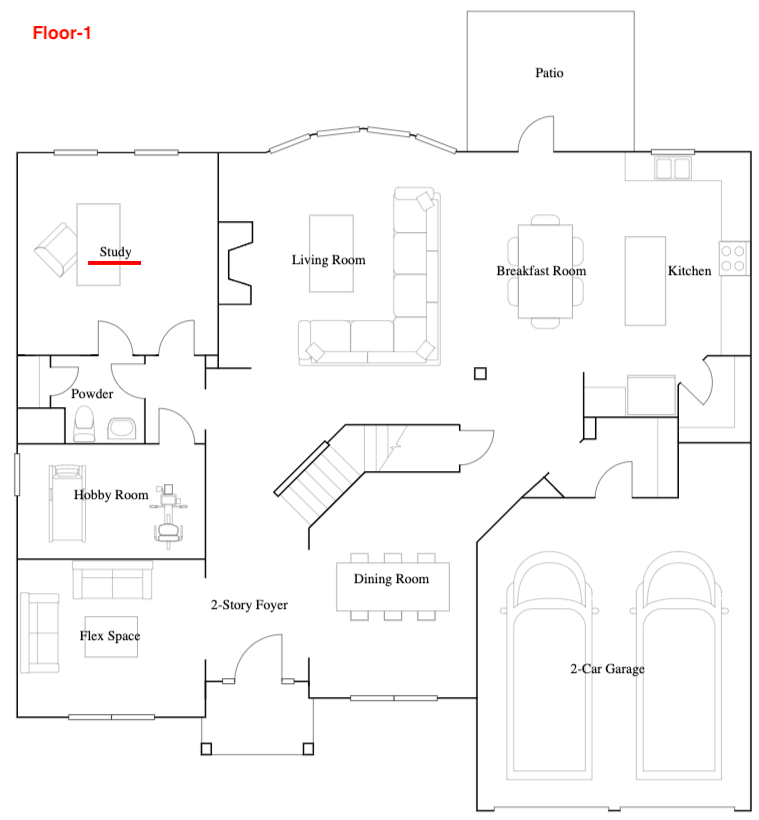 Floor-1
Patio
Study
Living Room
Breakfast Room
Kitchen
Powder
Hobby Room
Dining Room
2-Story Foyer
Flex Space
2-Car Garage